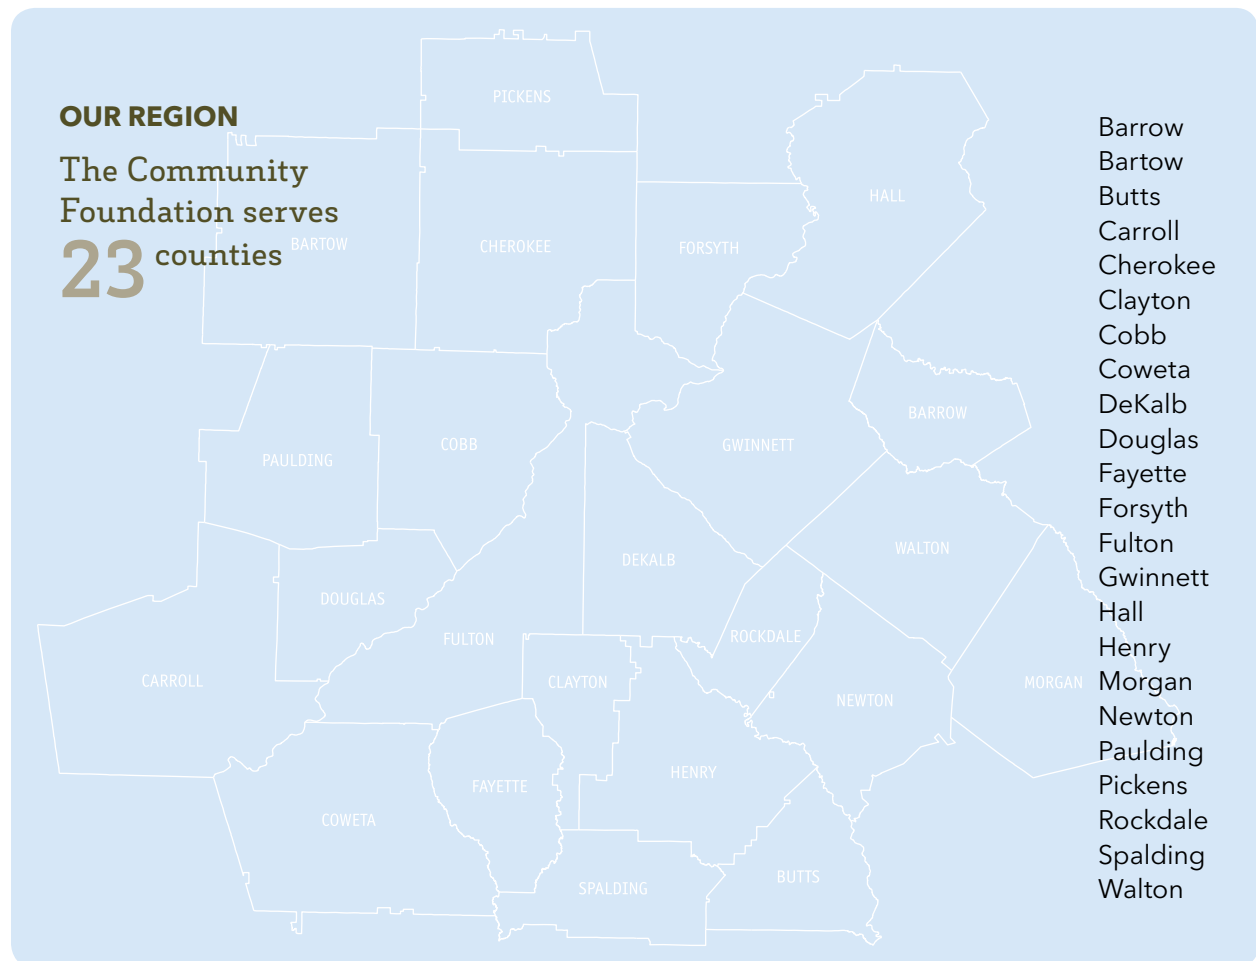 OUR REGION
The Community
Foundation serves
23 counties
PICKENS
HALL
BARTOW
CHEROKEE
FORSYTH
BARROW
COBB
GWINNETT
PAULDING
WALTON
DEKALB
DOUGLAS
FULTON
ROCKDALE
CARROLL
CLAYTON
MORGAN
NEWTON
HENRY
FAYETTE
COWETA
BUTTS
SPALDING
Barrow
Bartow
Butts
Carroll
Cherokee
Clayton
Cobb
Coweta
DeKalb
Douglas
Fayette
Forsyth
Fulton
Gwinnett
Hall
Henry
Morgan
Newton
Paulding
Pickens
Rockdale
Spalding
Walton